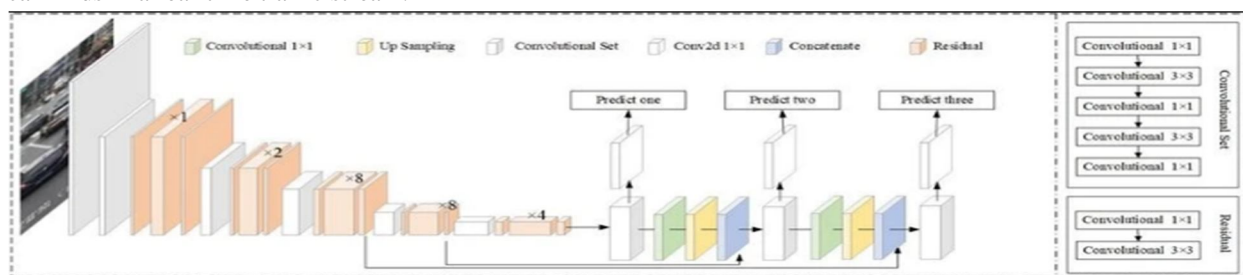 Convolutional 1×1
Up Sampling
Convolutional Set
Conv2d 1×1
Concatenate
Residual
Predict one
Predict two
Predict three
×1
×2
×8
×8
×4
Convolutional 1×1
Convolutional 3×3
Convolutional 1×1
Convolutional 3×3
Convolutional 1×1
Convolutional Set
Convolutional 1×1
Convolutional 3×3
Residual